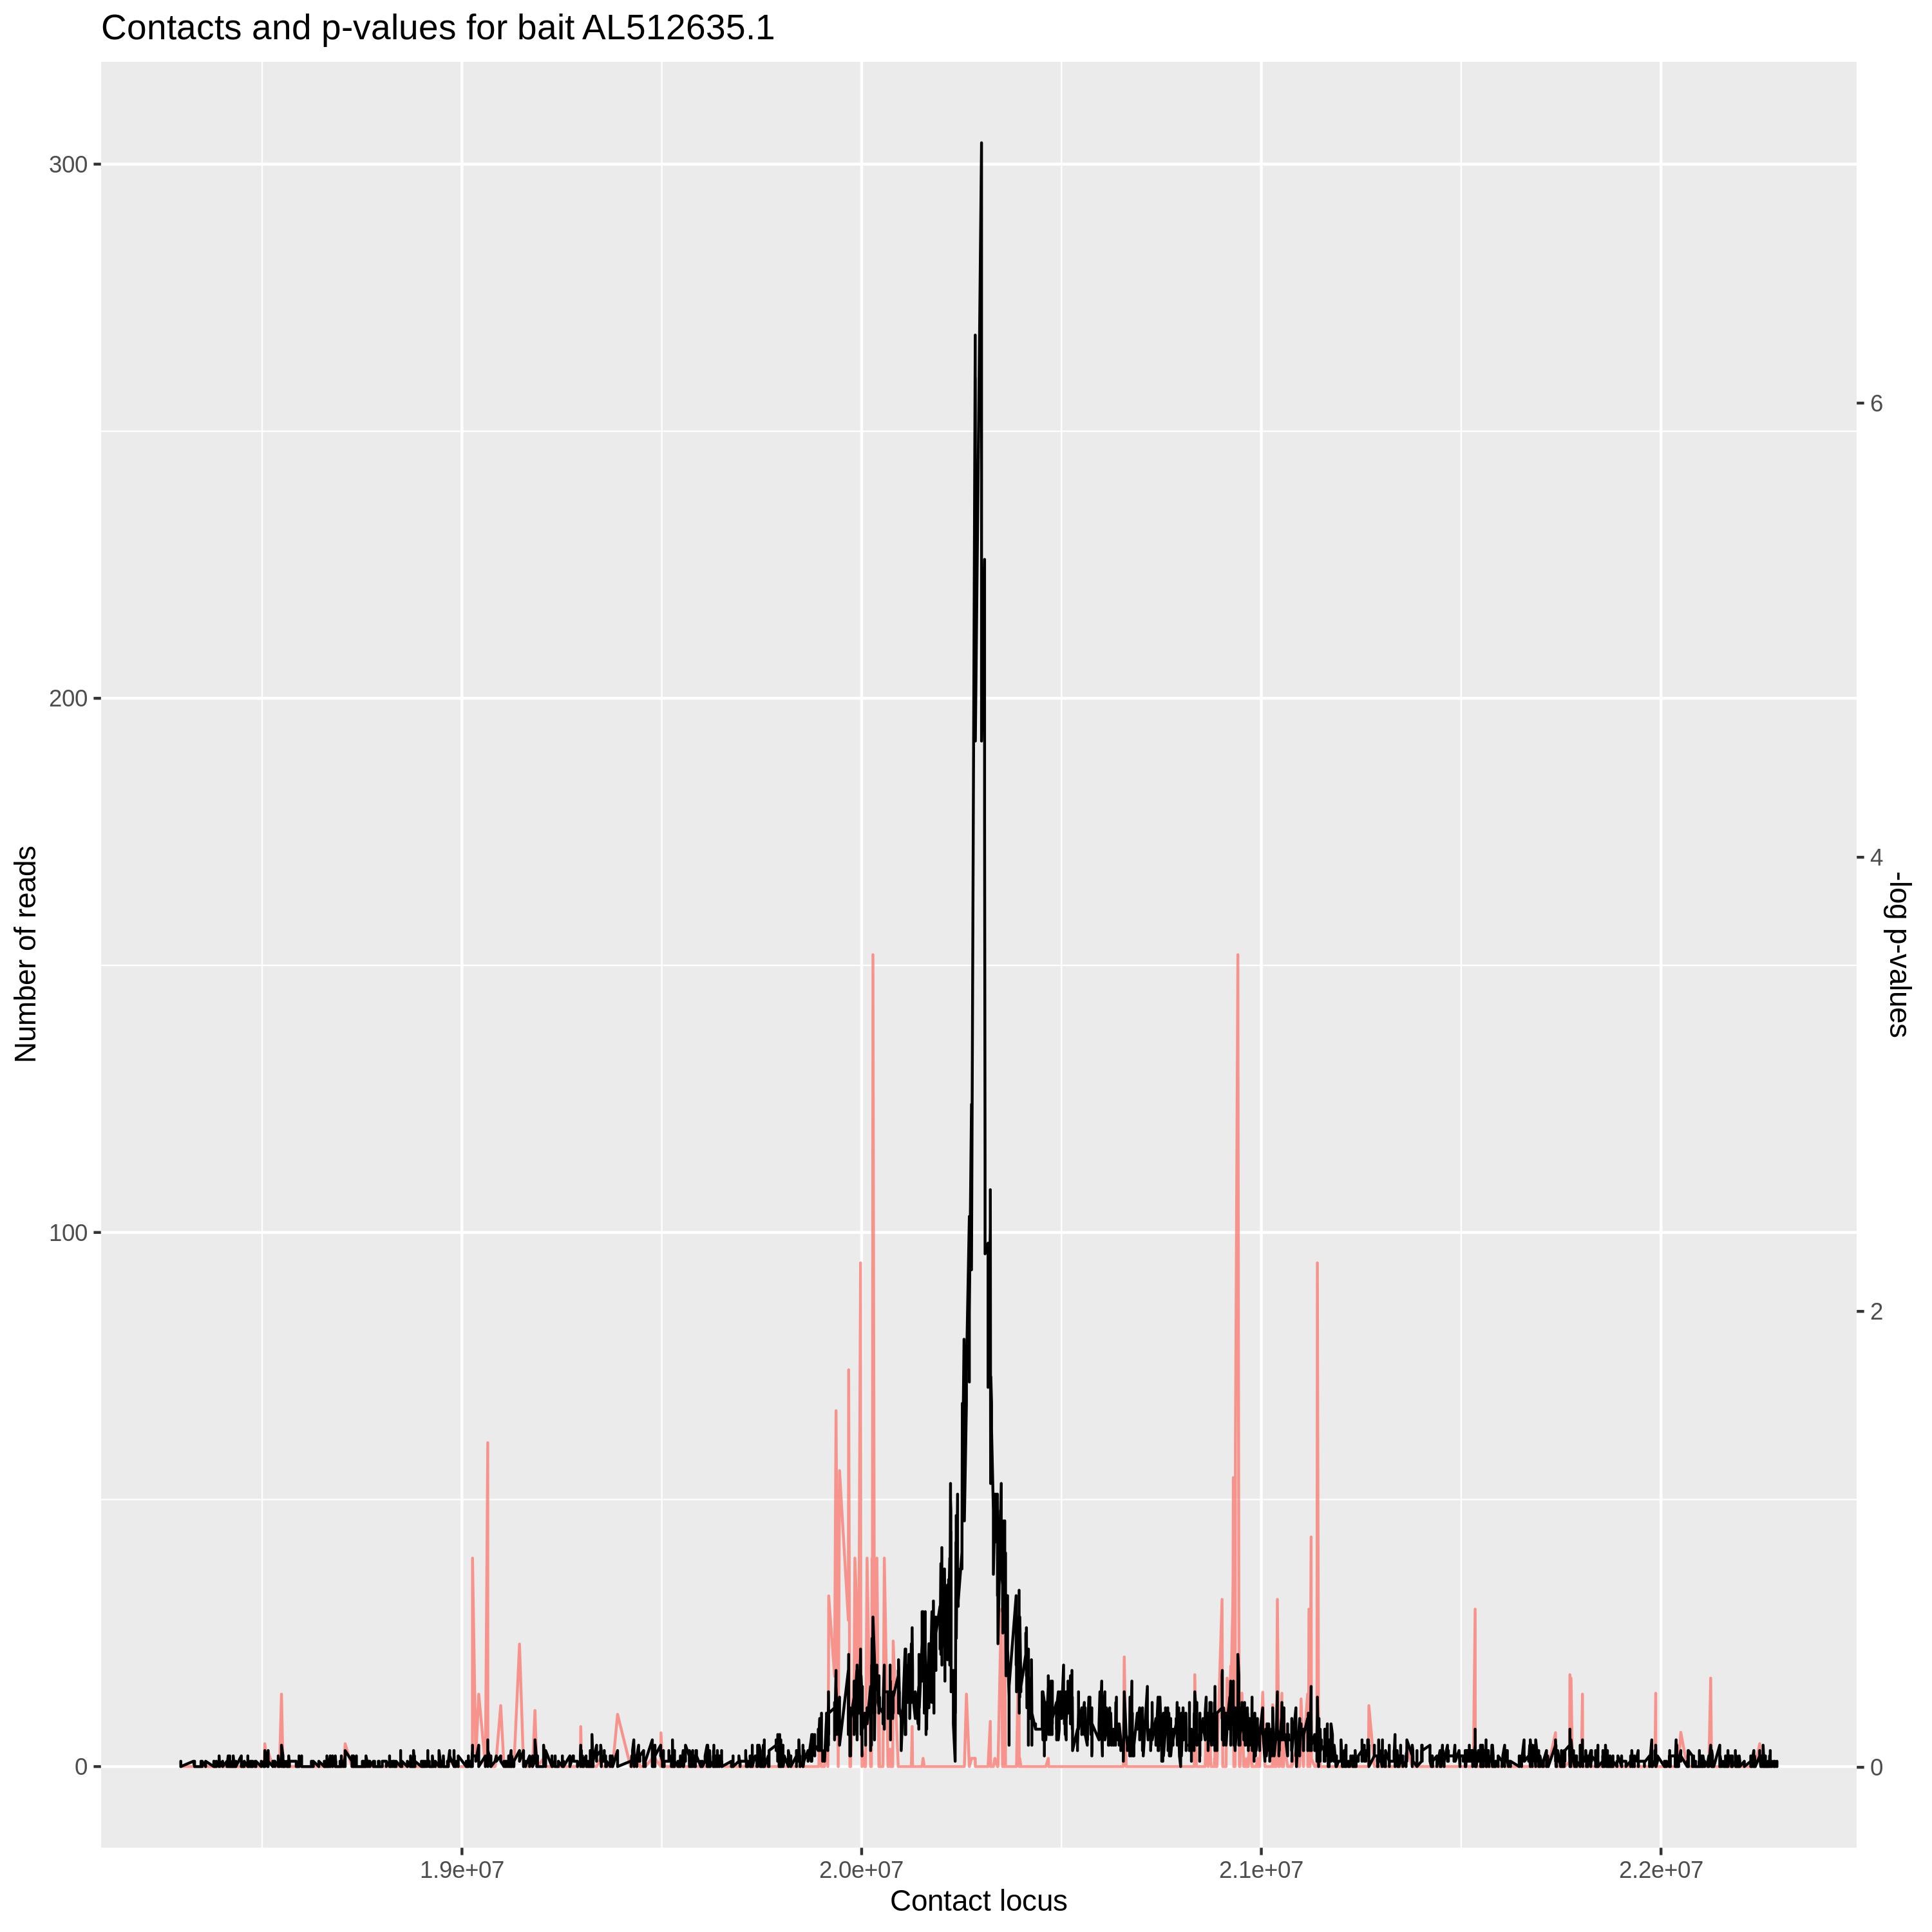 Contacts and p-values for bait AL512635.1
300
200
100
0
Number of reads
6
4
2
0
-log p-values
1.9e+07
2.0e+07
2.1e+07
2.2e+07
Contact locus